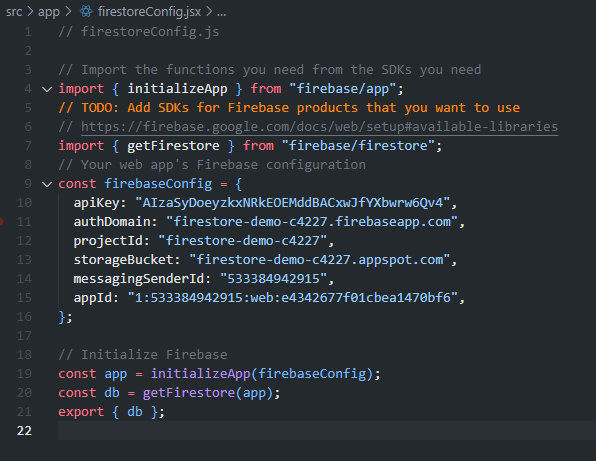 src > app > firestoreConfig.jsx > ...
1 // firestoreConfig.js
2
3 // Import the functions you need from the SDKs you need
4 import { initializeApp } from "firebase/app";
5 // TODO: Add SDKs for Firebase products that you want to use
6 // https://firebase.google.com/docs/web/setup#available-libraries
7 import { getFirestore } from "firebase/firestore";
8 // Your web app's Firebase configuration
9 const firebaseConfig = {
10   apiKey: "AIzaSyDoeyzkxNRkEOEMddBACxwJfYXbwrw6Qv4",
11   authDomain: "firestore-demo-c4227.firebaseapp.com",
12   projectId: "firestore-demo-c4227",
13   storageBucket: "firestore-demo-c4227.appspot.com",
14   messagingSenderId: "533384942915",
15   appId: "1:533384942915:web:e4342677f01cbea1470bf6",
16 };
17
18 // Initialize Firebase
19 const app = initializeApp(firebaseConfig);
20 const db = getFirestore(app);
21 export { db };
22